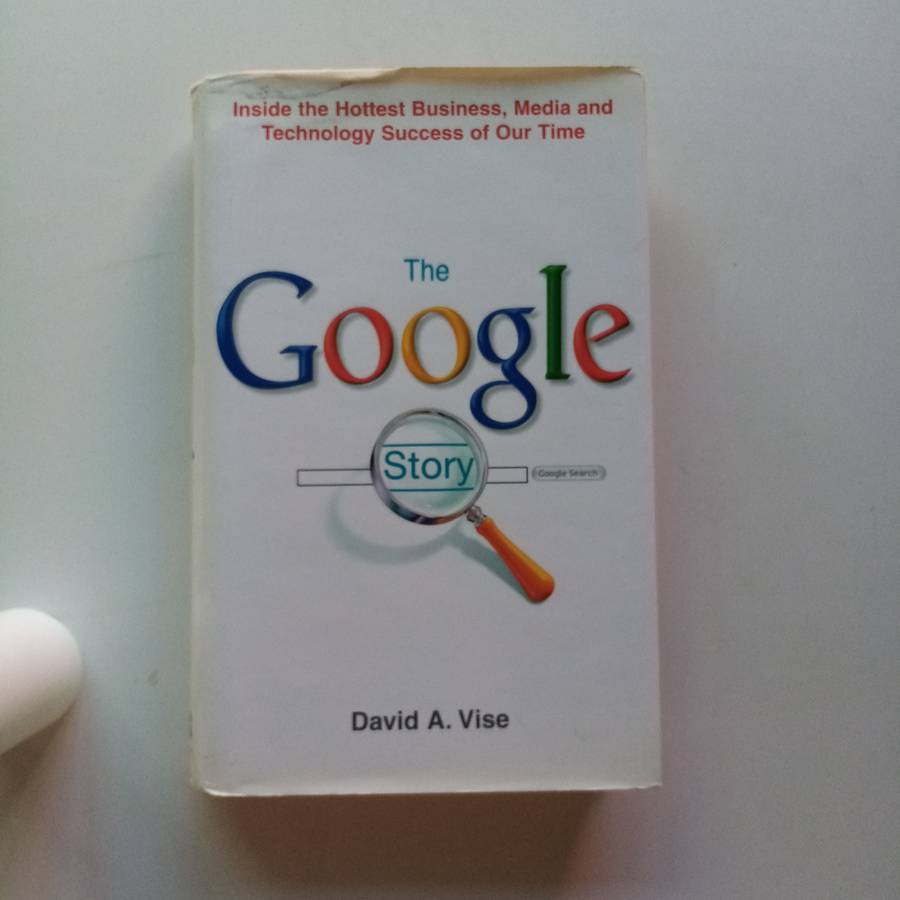 Inside the Hottest Business, Media and
Technology Success of Our Time
The
Google
Story
Google Search
David A. Vise